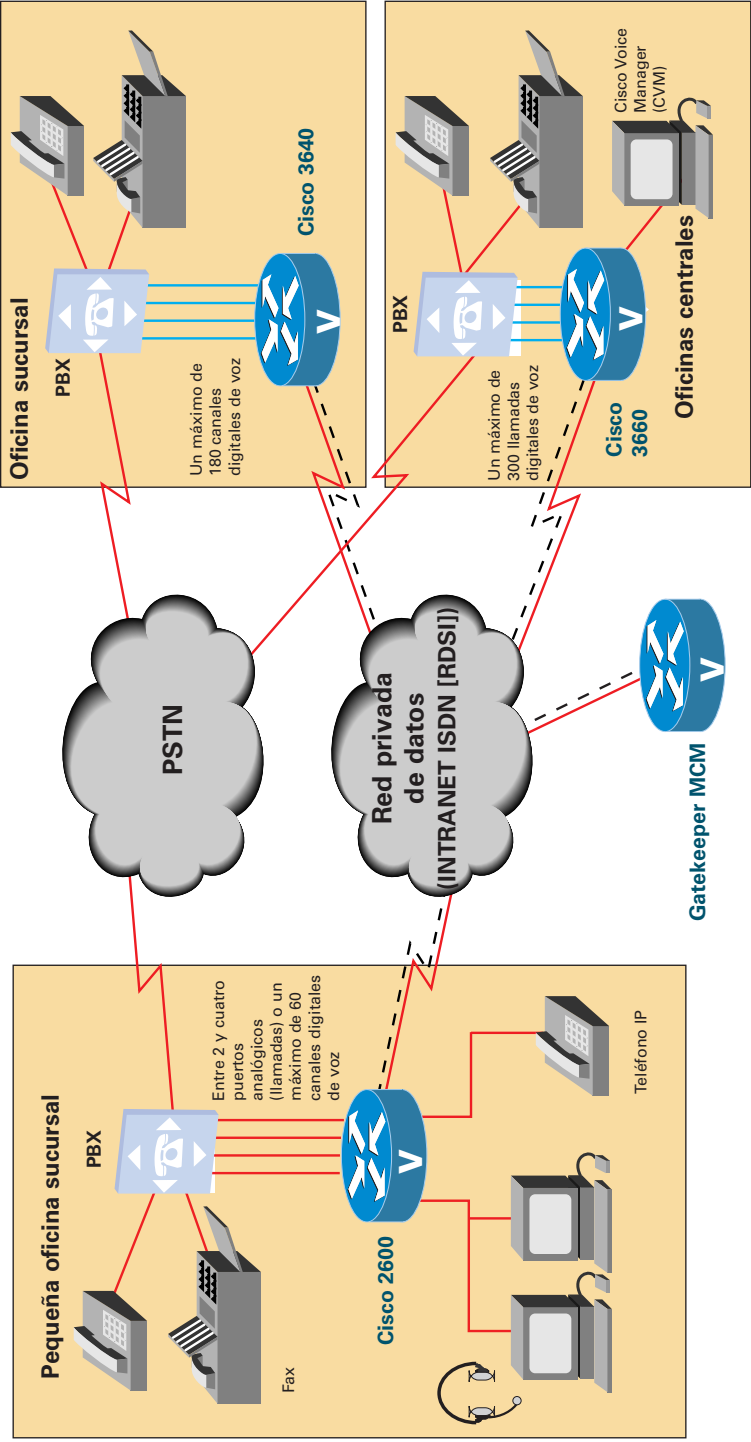 Pequeña oficina sucursal
PBX
Fax
Entre 2 y cuatro
puertos
analógicos
(llamadas) o un
máximo de 60
canales digitales
de voz
Cisco 2600
Teléfono IP
PSTN
Red privada
de datos
(INTRANET ISDN [RDSI])
Gatekeeper MCM
V
V
Oficina sucursal
PBX
Un máximo de
180 canales
digitales de voz
Cisco 3640
V
PBX
Un máximo de
300 llamadas
digitales de voz
Cisco
3660
V
Cisco Voice
Manager
(CVM)
Oficinas centrales